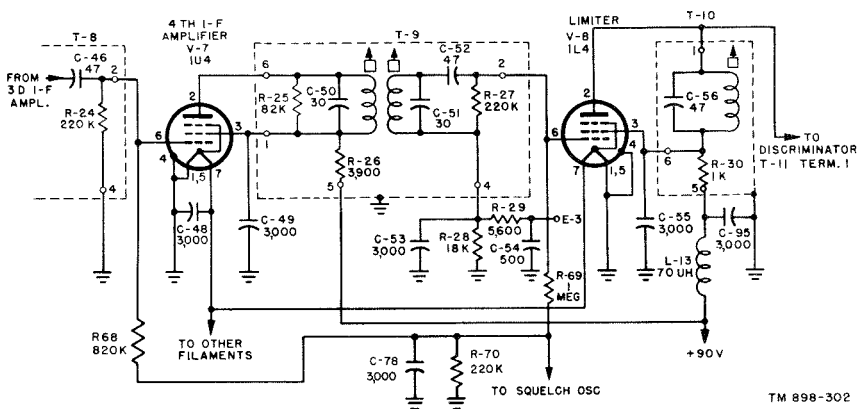 4 TH I-F
AMPLIFIER
V-7
1U4
LIMITER
V-8
1L4
T-8
T-9
T-10
C-46
47
2
FROM
3D I-F
AMPL.
R-24
220 K
4
6
2
3
4
1,5
7
C-48
3,000
C-49
3,000
6
1
R-25
82K
C-50
30
C-51
30
C-52
47
R-27
220K
2
R-26
3,900
5
4
C-53
3,000
R-28
18K
R-29
5,600
C-54
500
E-3
R-69
1
MEG
6
2
3
4
7
1,5
1
C-56
47
6
R-30
1K
5
C-55
3,000
C-95
3,000
L-13
70 UH
TO
DISCRIMINATOR
T-11 TERM. 1
+90V
R68
820K
TO OTHER
FILAMENTS
C-78
3,000
R-70
220K
TO SQUELCH OSC
TM 898-302